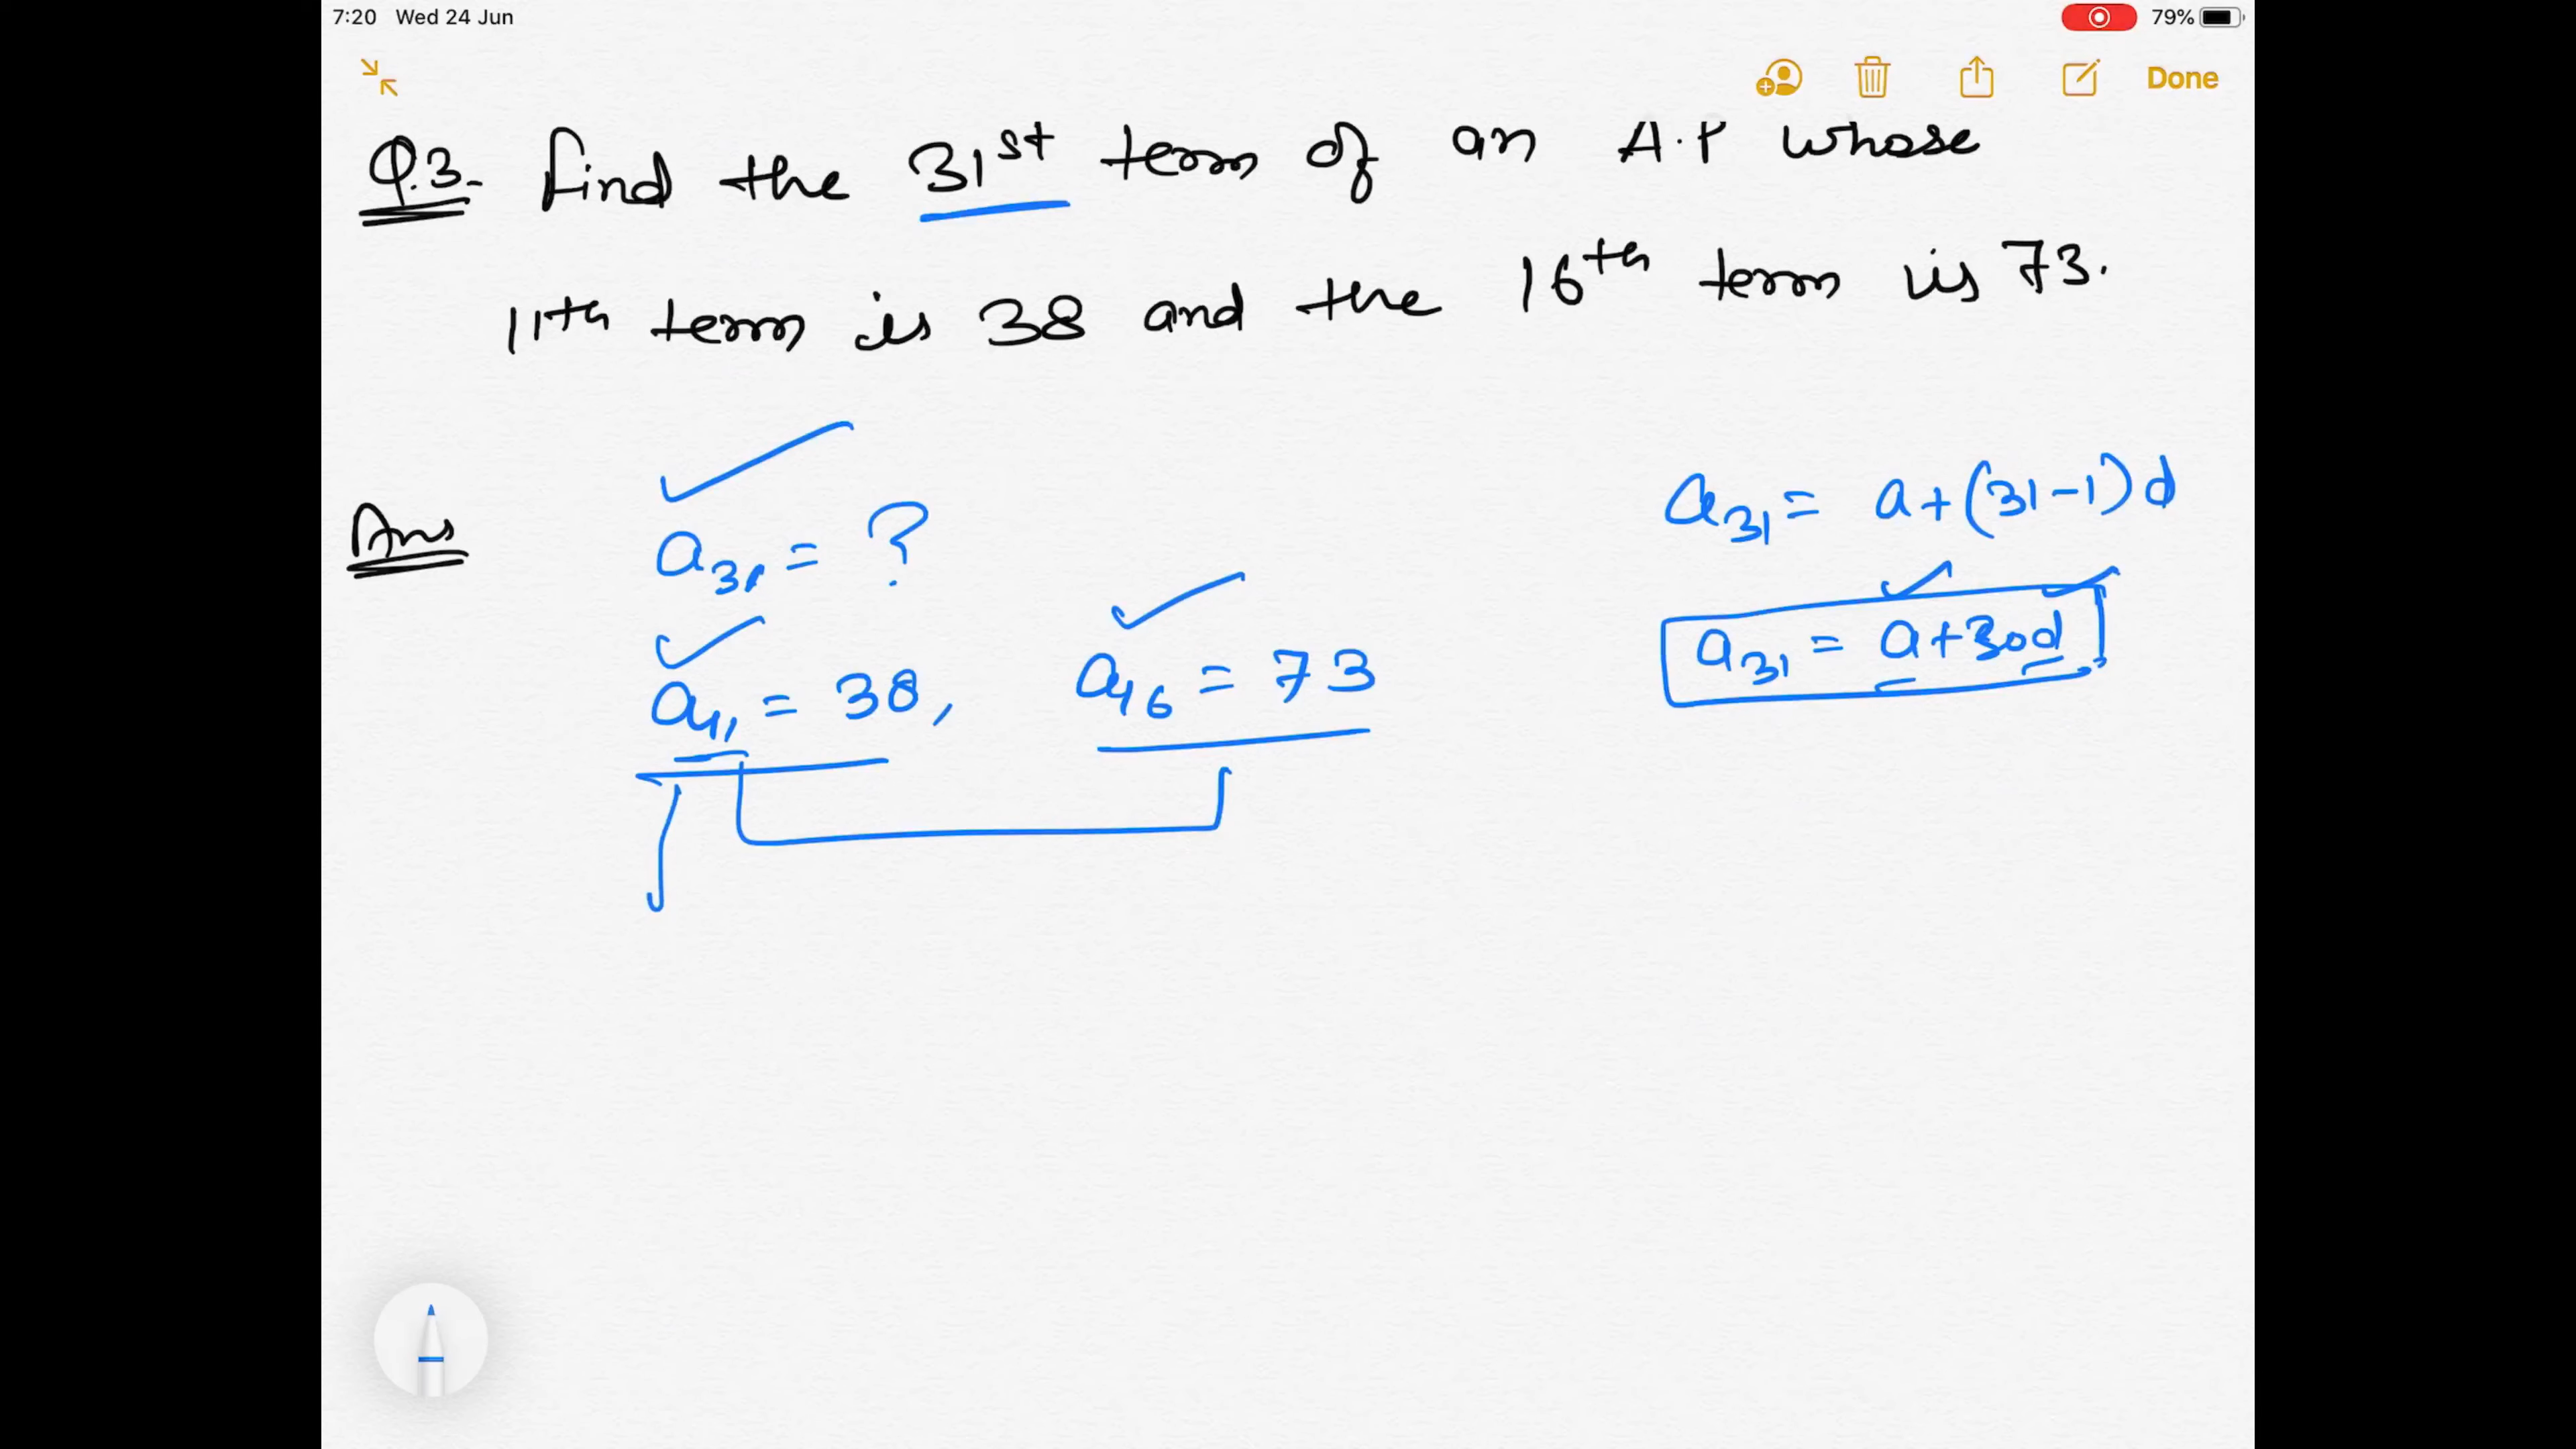 7:20 Wed 24 Jun
79%
Done
Q.3. Find the 31st term of an A.P whose
11th term is 38 and the 16th term is 73.
Ans
a31 = ?
a11 = 38, a16 = 73
a31 = a+(31-1)d
a31 = a+30d